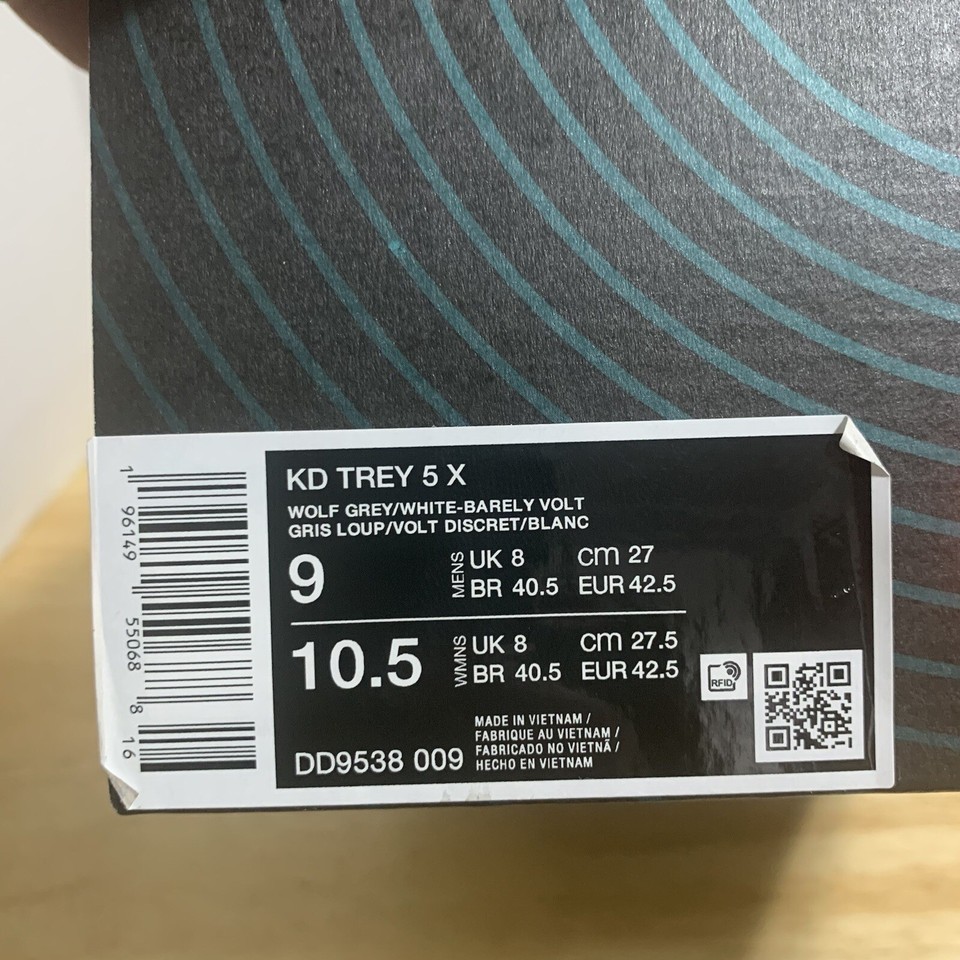 KD TREY 5 X
WOLF GREY/WHITE-BARELY VOLT
GRIS LOUP/VOLT DISCRET/BLANC
9
MENS
UK 8 cm 27
BR 40.5 EUR 42.5
10.5
WMNS
UK 8 cm 27.5
BR 40.5 EUR 42.5
RFID
DD9538 009
MADE IN VIETNAM /
FABRIQUE AU VIETNAM /
FABRICADO NO VIETNÃ /
HECHO EN VIETNAM
1 96149 55068 8 16